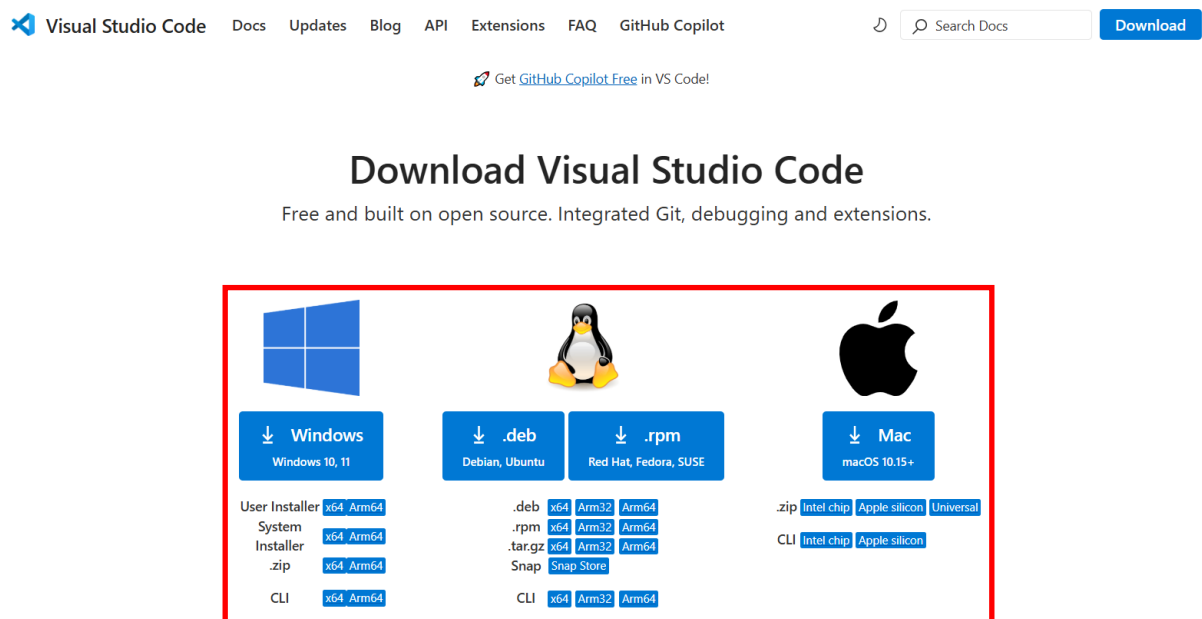 Visual Studio Code Docs Updates Blog API Extensions FAQ GitHub Copilot Search Docs Download
Get GitHub Copilot Free in VS Code!
Download Visual Studio Code
Free and built on open source. Integrated Git, debugging and extensions.
Windows
Windows 10, 11
.deb
Debian, Ubuntu
.rpm
Red Hat, Fedora, SUSE
Mac
macOS 10.15+
User Installer x64 Arm64
System Installer x64 Arm64
.zip x64 Arm64
CLI x64 Arm64
.deb x64 Arm32 Arm64
.rpm x64 Arm32 Arm64
.tar.gz x64 Arm32 Arm64
Snap Snap Store
CLI x64 Arm32 Arm64
.zip Intel chip Apple silicon Universal
CLI Intel chip Apple silicon